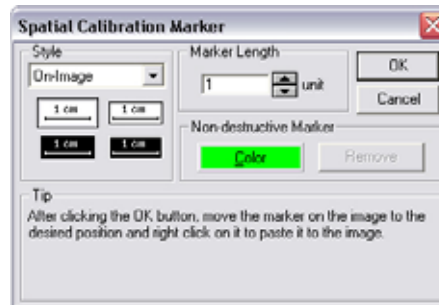 Spatial Calibration Marker
Style
On-Image
1 cm
1 cm
1 cm
1 cm
Marker Length
1
unit
OK
Cancel
Non-destructive Marker
Color
Remove
Tip
After clicking the OK button, move the marker on the image to the
desired position and right click on it to paste it to the image.